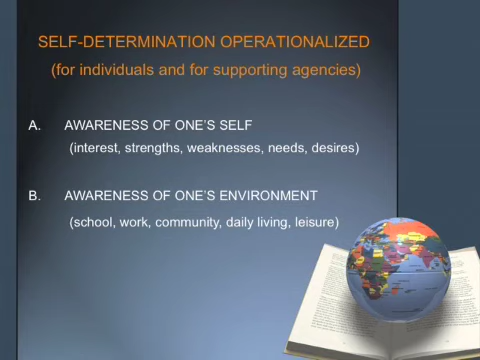 SELF-DETERMINATION OPERATIONALIZED
(for individuals and for supporting agencies)
A. AWARENESS OF ONE'S SELF
(interest, strengths, weaknesses, needs, desires)
B. AWARENESS OF ONE'S ENVIRONMENT
(school, work, community, daily living, leisure)